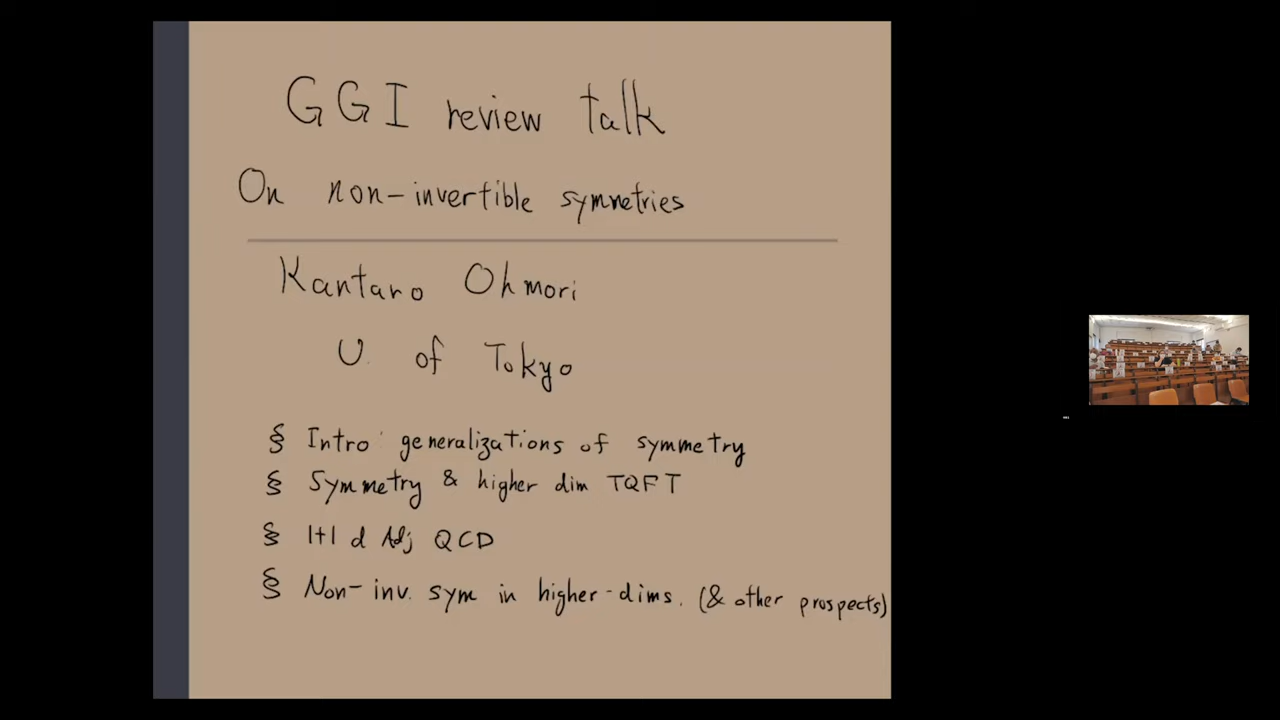 GGI review talk
On non-invertible symmetries
Kantaro Ohmori
U. of Tokyo
§ Intro: generalizations of symmetry
§ Symmetry & higher dim TQFT
§ 1+1 d Adj QCD
§ Non-inv. sym in higher-dims. (& other prospects)